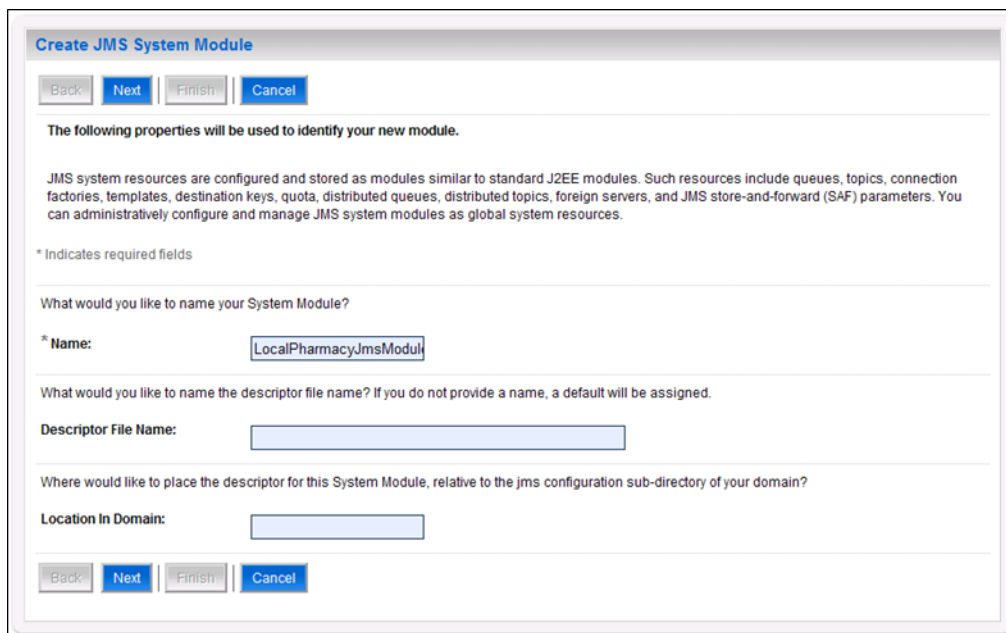 Create JMS System Module
Back Next Finish Cancel
The following properties will be used to identify your new module.
JMS system resources are configured and stored as modules similar to standard J2EE modules. Such resources include queues, topics, connection
factories, templates, destination keys, quota, distributed queues, distributed topics, foreign servers, and JMS store-and-forward (SAF) parameters. You
can administratively configure and manage JMS system modules as global system resources.
* Indicates required fields
What would you like to name your System Module?
* Name: LocalPharmacyJmsModule
What would you like to name the descriptor file name? If you do not provide a name, a default will be assigned.
Descriptor File Name:
Where would like to place the descriptor for this System Module, relative to the jms configuration sub-directory of your domain?
Location In Domain:
Back Next Finish Cancel